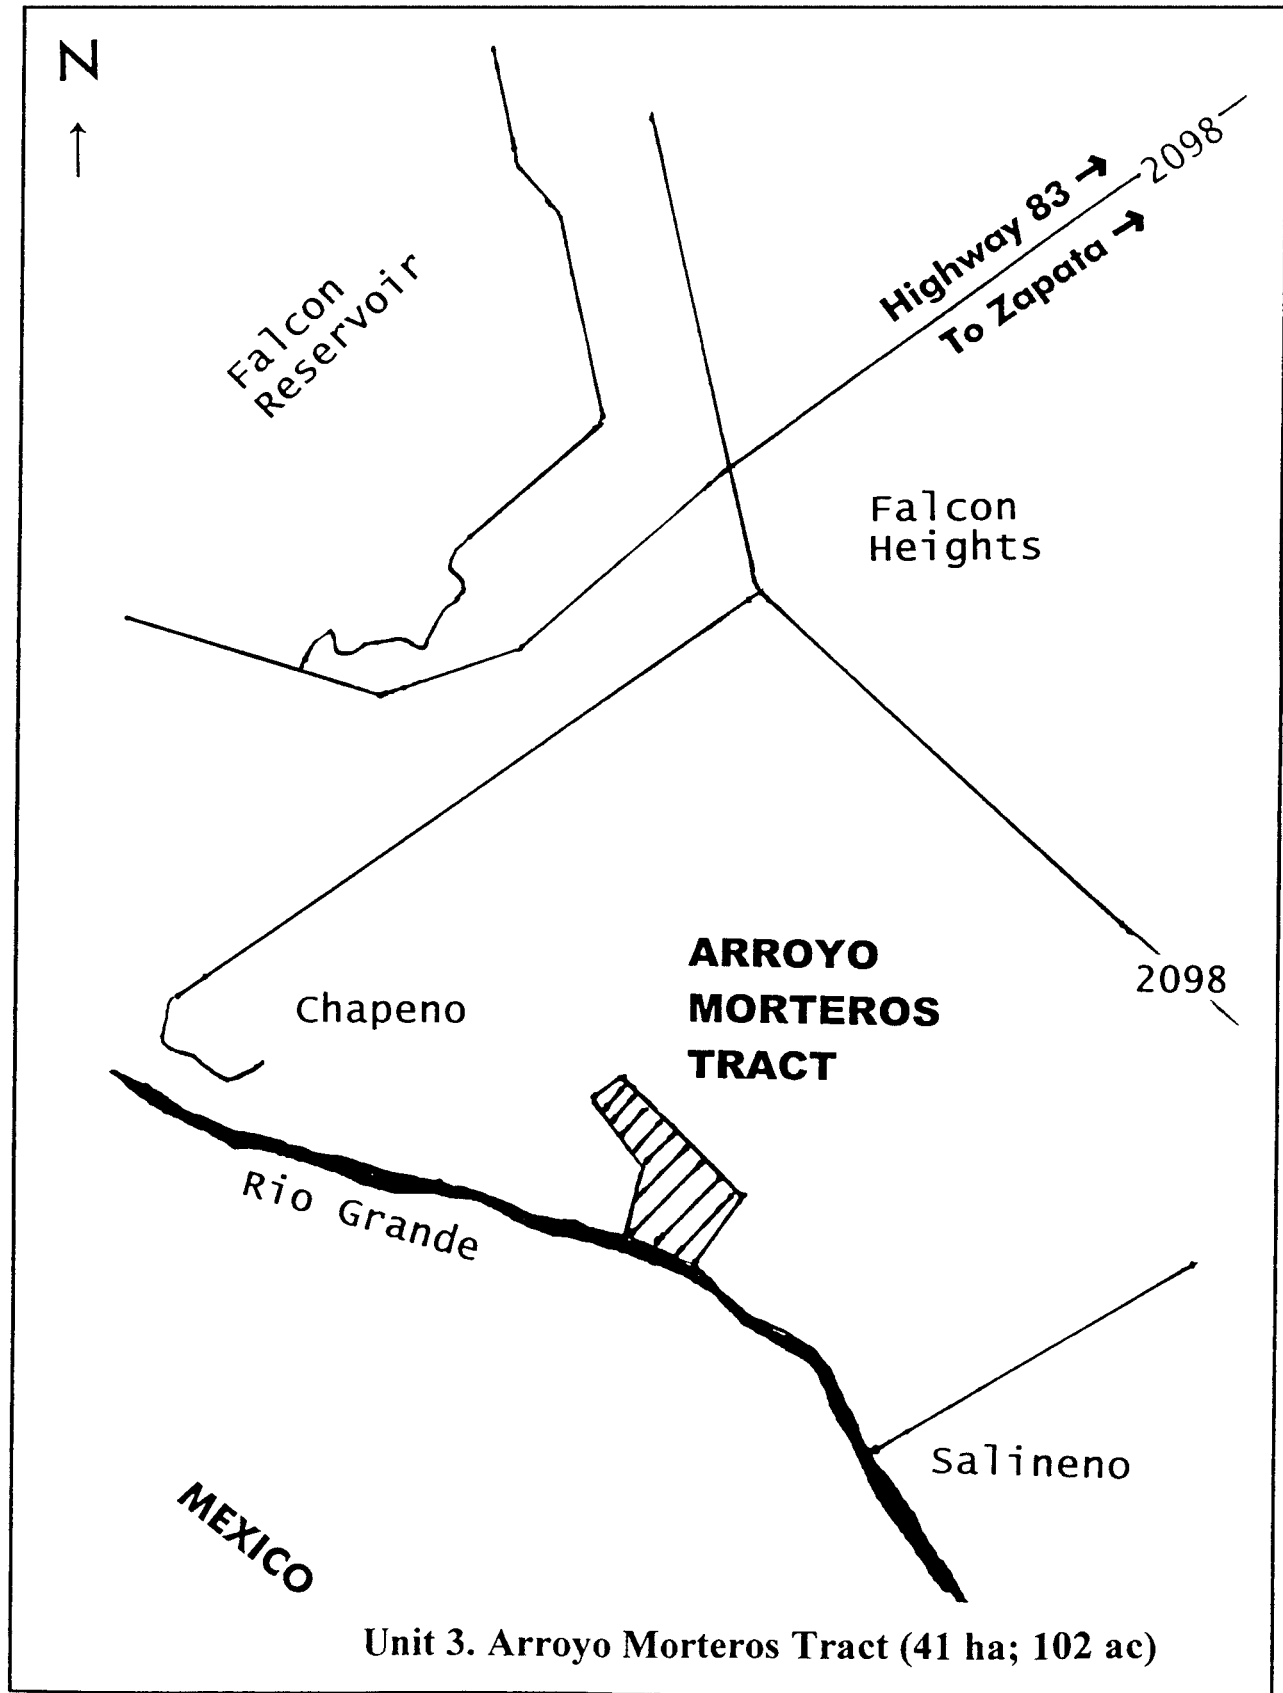 N
2098
Highway 83 →
To Zapata →
Falcon
Reservoir
Falcon
Heights
ARROYO
MORTEROS
TRACT
2098
Chapeno
Rio Grande
Salineno
MEXICO
Unit 3. Arroyo Morteros Tract (41 ha; 102 ac)